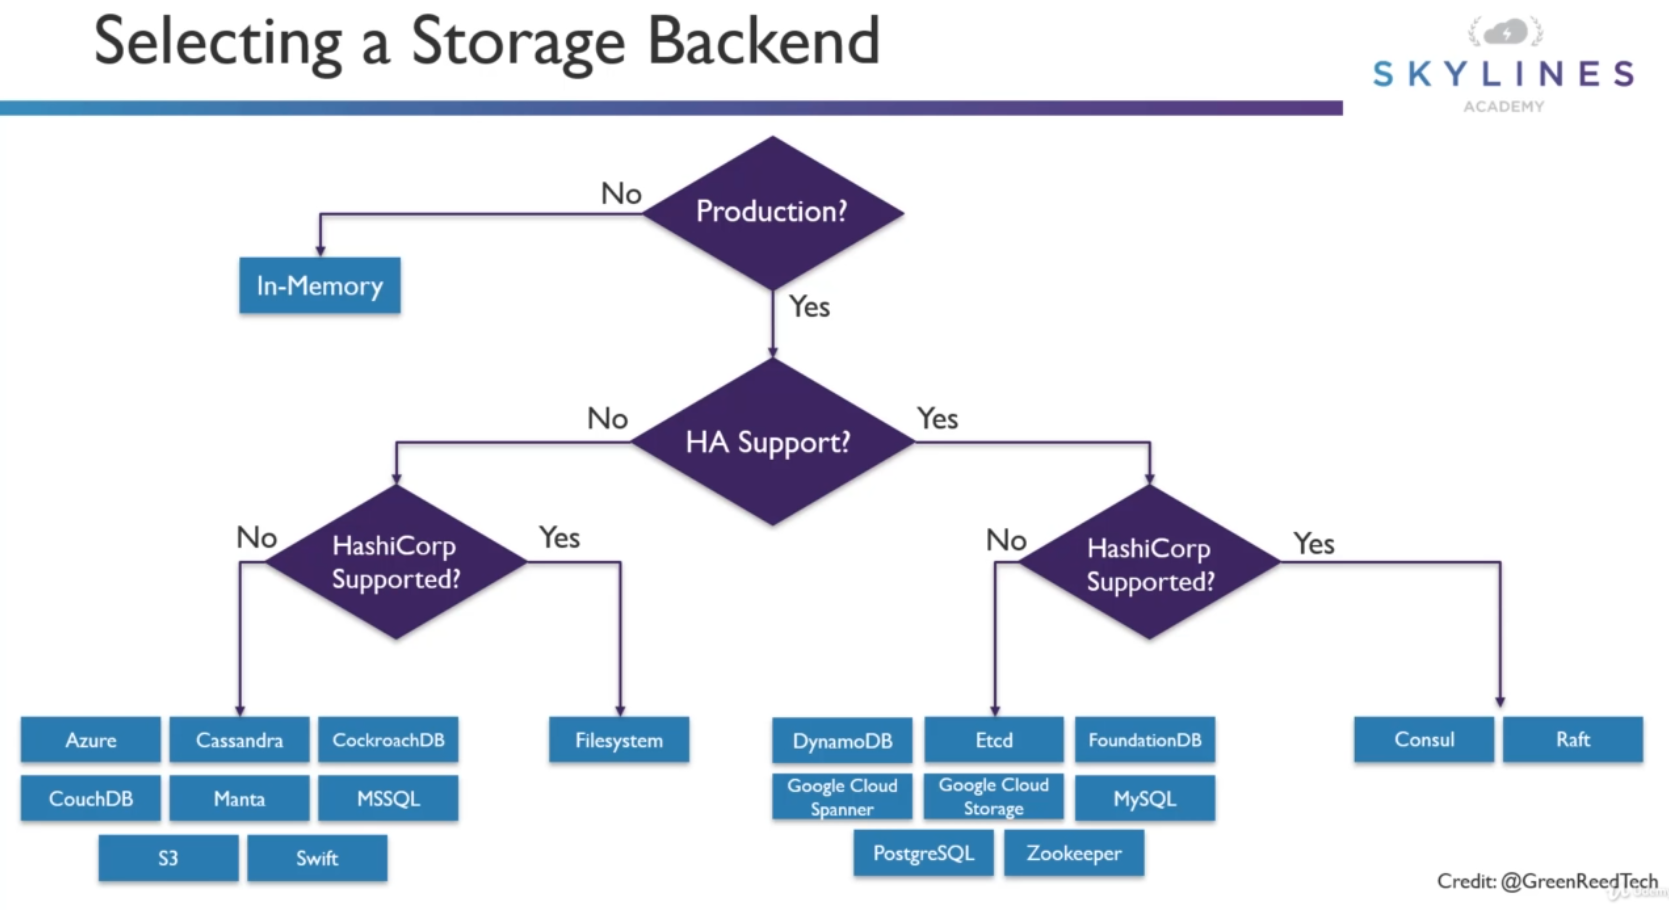 Selecting a Storage Backend
SKYLINES
ACADEMY
Production?
No
In-Memory
Yes
HA Support?
No
Yes
HashiCorp
Supported?
No
Yes
HashiCorp
Supported?
No
Yes
Azure
Cassandra
CockroachDB
CouchDB
Manta
MSSQL
S3
Swift
Filesystem
DynamoDB
Etcd
FoundationDB
Google Cloud
Spanner
Google Cloud
Storage
MySQL
PostgreSQL
Zookeeper
Consul
Raft
Credit: @GreenReedTech